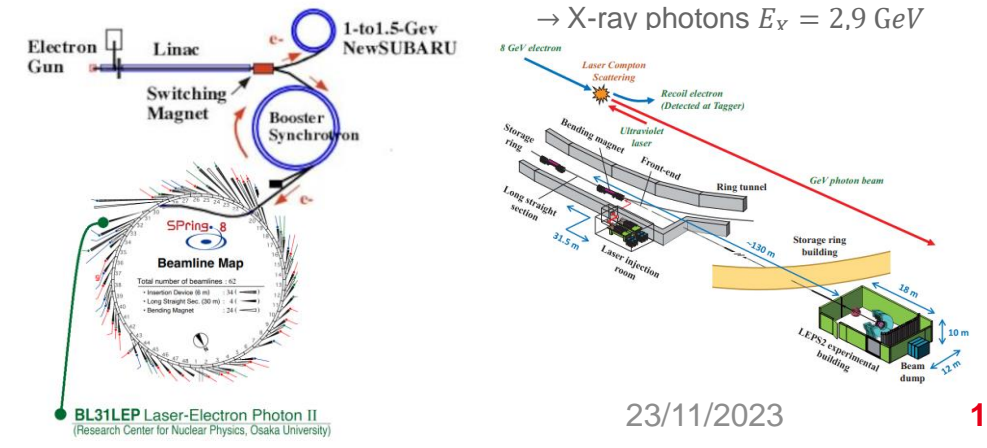 → X-ray photons Eₓ = 2,9 GeV
Electron
Gun
Linac
e-
1-to1.5-Gev
NewSUBARU
Switching
Magnet
Booster
Synchrotron
e-
SPring-8
Beamline Map
Total number of beamlines : 62
・Insertion Device (6 m) : 34 ( )
・Long Straight Sec. (30 m) : 4 ( )
・Bending Magnet : 24 ( )
BL31LEP Laser-Electron Photon II
(Research Center for Nuclear Physics, Osaka University)
8 GeV electron
Laser Compton
Scattering
Recoil electron
(Detected at Tagger)
Ultraviolet
laser
GeV photon beam
Storage
ring
Bending magnet
Front-end
Ring tunnel
Long straight
section
31.5 m
Laser injection
room
~130 m
Storage ring
building
18 m
10 m
12 m
LEPS2 experimental
building
Beam
dump
23/11/2023
1